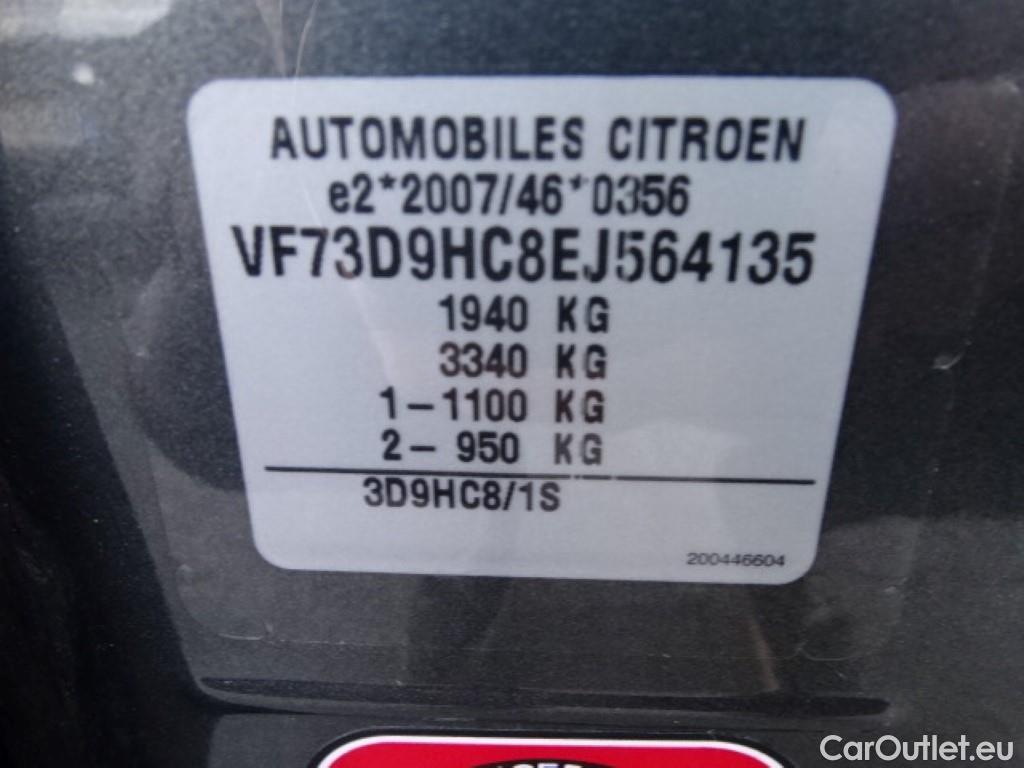 AUTOMOBILES CITROEN
e2*2007/46*0356
VF73D9HC8EJ564135
1940 KG
3340 KG
1-1100 KG
2- 950 KG
3D9HC8/1S
200446604
CarOutlet.eu